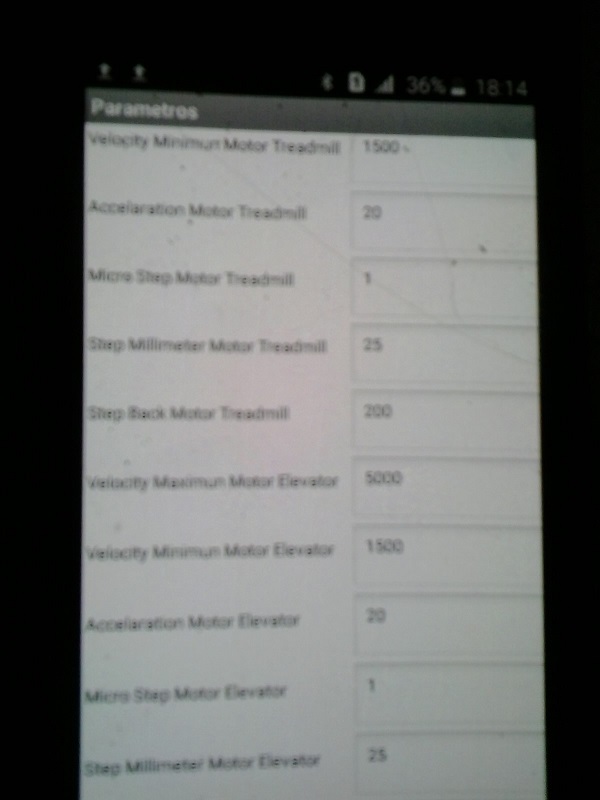 36% 18:14
Parametros
Velocity Minimun Motor Treadmill 1500
Accelaration Motor Treadmill 20
Micro Step Motor Treadmill 1
Step Millimeter Motor Treadmill 25
Step Back Motor Treadmill 200
Velocity Maximun Motor Elevator 5000
Velocity Minimun Motor Elevator 1500
Accelaration Motor Elevator 20
Micro Step Motor Elevator 1
Step Millimeter Motor Elevator 25